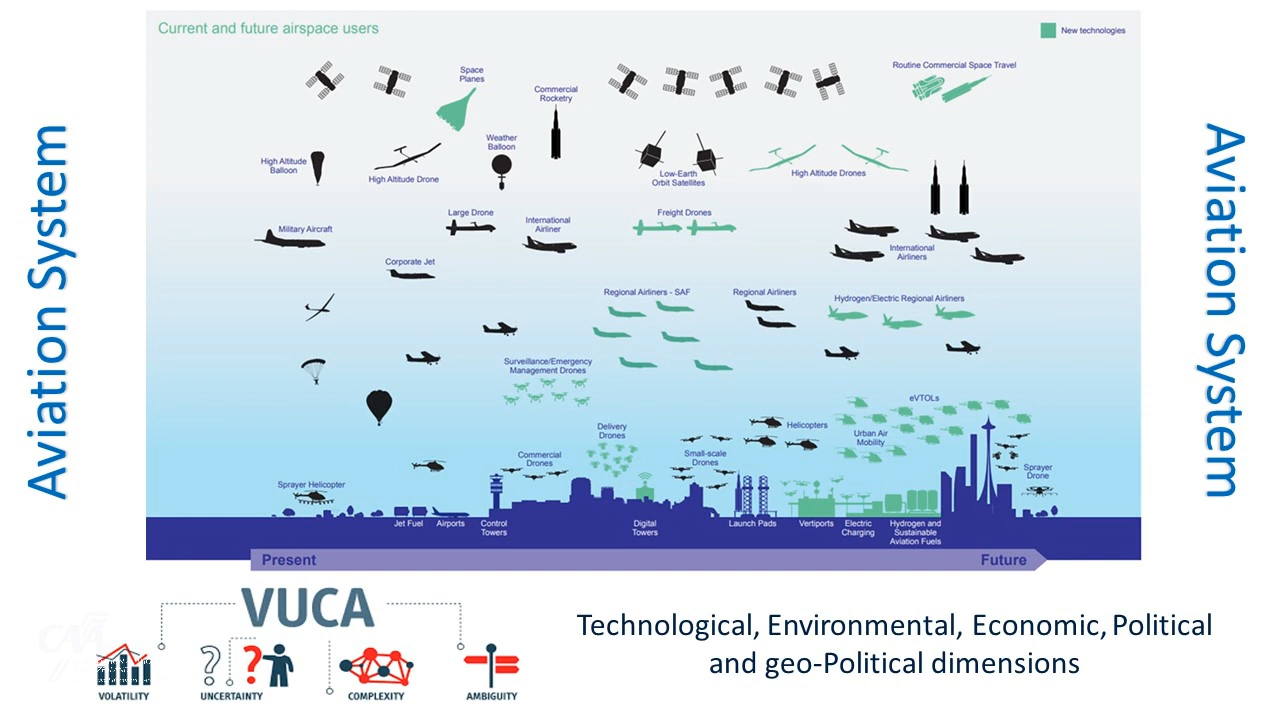 Current and future airspace users
New technologies
Aviation System
Aviation System
Space
Planes
Commercial
Rocketry
Routine Commercial Space Travel
High Altitude
Balloon
High Altitude Drone
Weather
Balloon
Low-Earth
Orbit Satellites
High Altitude Drones
Military Aircraft
Large Drone
International
Airliner
Freight Drones
International
Airliners
Corporate Jet
Regional Airliners - SAF
Regional Airliners
Hydrogen/Electric Regional Airliners
Surveillance/Emergency
Management Drones
eVTOLs
Delivery
Drones
Helicopters
Urban Air
Mobility
Commercial
Drones
Small-scale
Drones
Sprayer
Drone
Sprayer Helicopter
Jet Fuel
Airports
Control
Towers
Digital
Towers
Launch Pads
Vertiports
Electric
Charging
Hydrogen and
Sustainable
Aviation Fuels
Present
Future
VUCA
VOLATILITY
UNCERTAINTY
COMPLEXITY
AMBIGUITY
Technological, Environmental, Economic, Political
and geo-Political dimensions